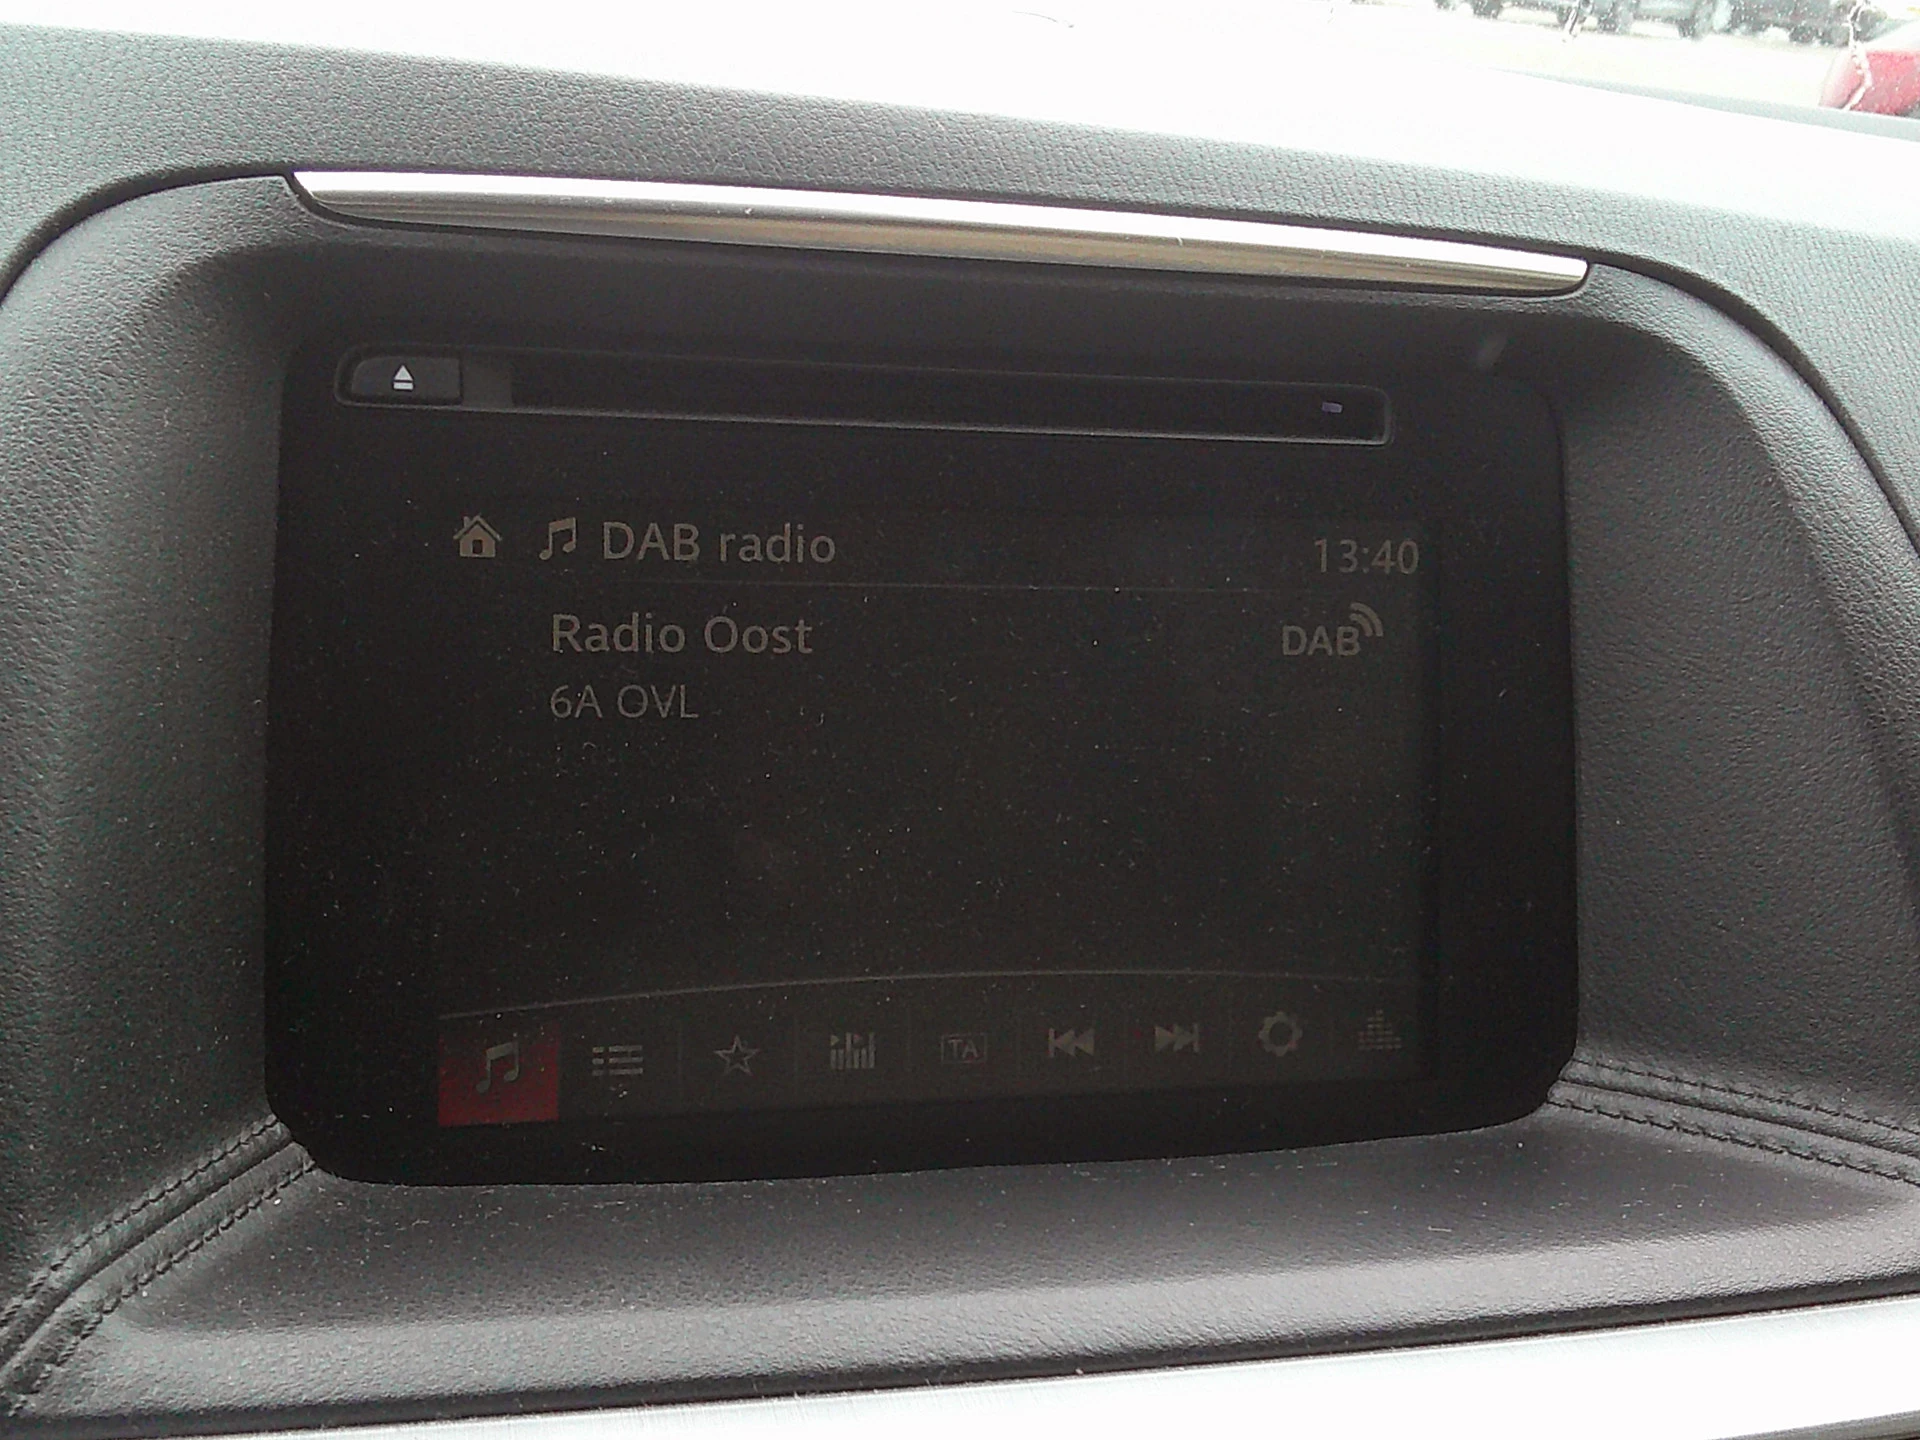 DAB radio 13:40
Radio Oost DAB
6A OVL
TA